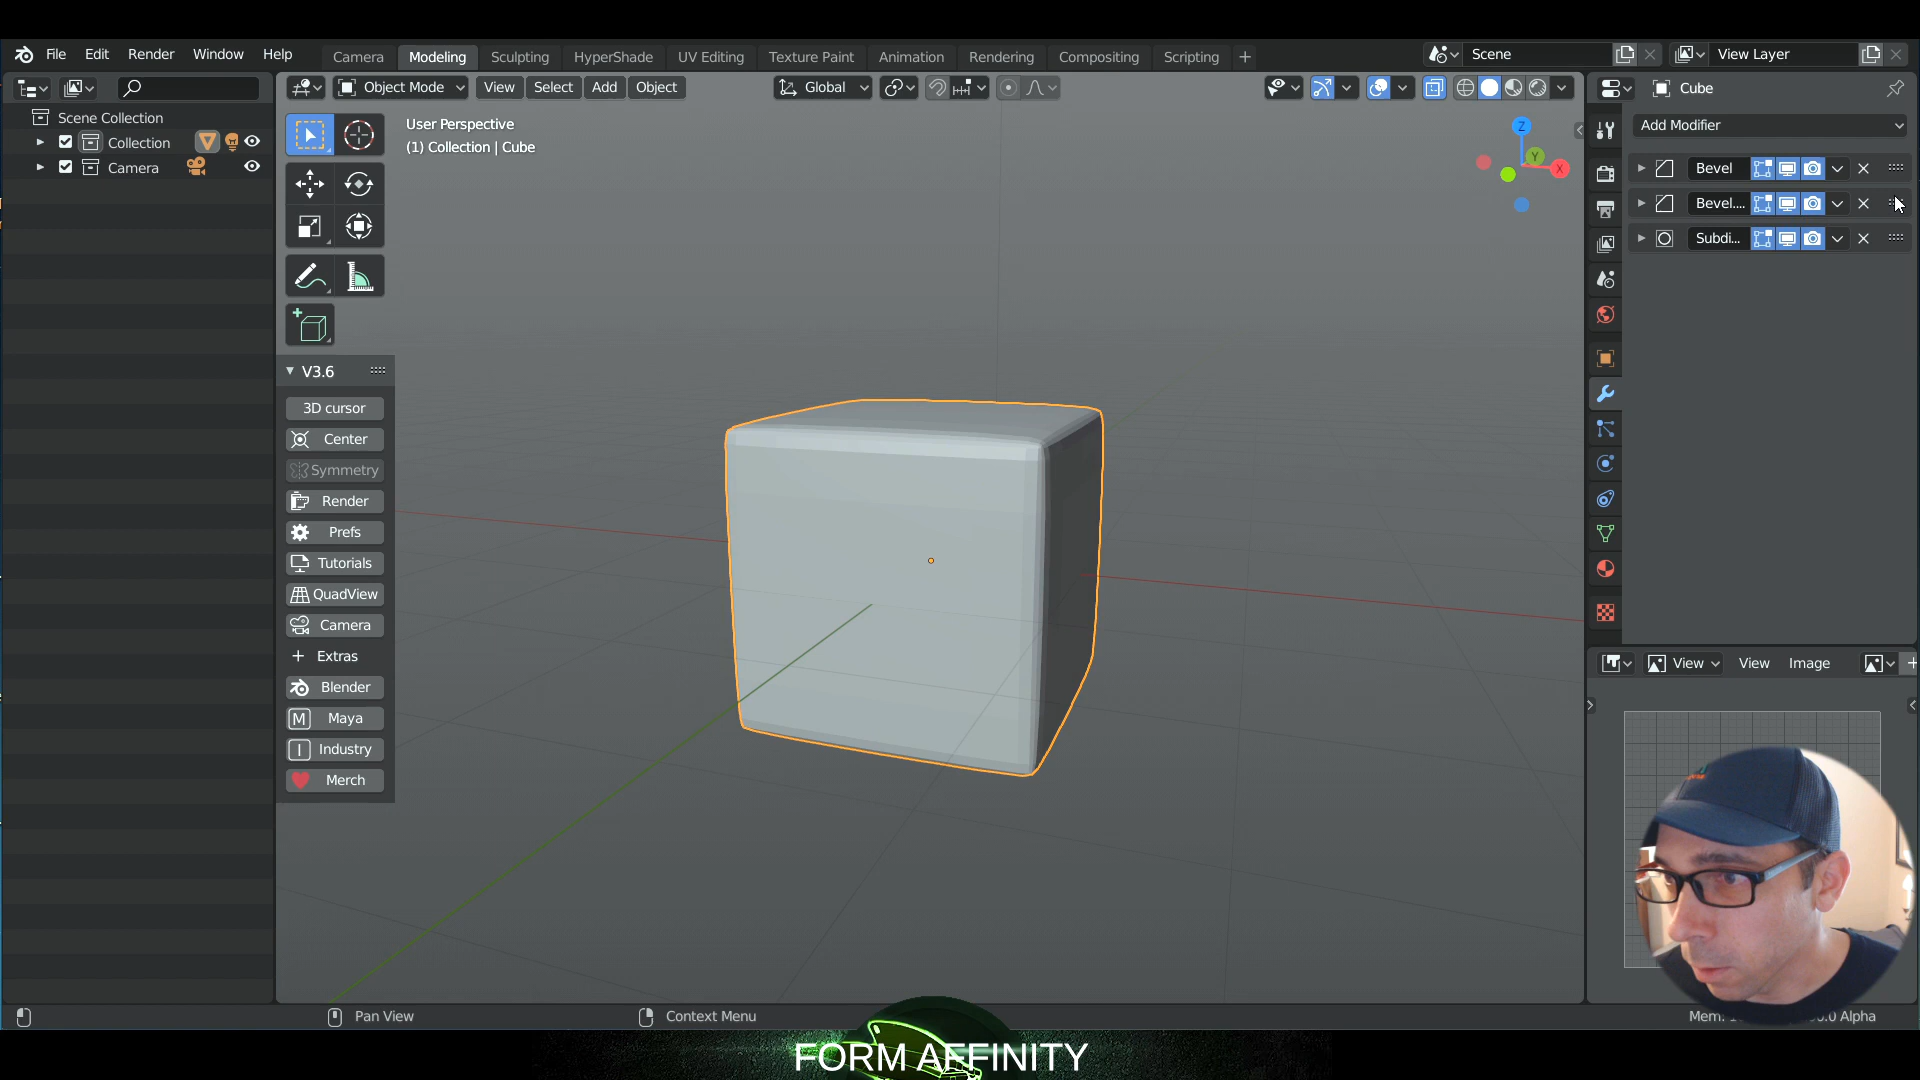 File Edit Render Window Help Camera Modeling Sculpting HyperShade UV Editing Texture Paint Animation Rendering Compositing Scripting Scene View Layer
Object Mode View Select Add Object Global Cube
Scene Collection
Collection
Camera
User Perspective
(1) Collection | Cube
Z
Y
X
Add Modifier
Bevel
Bevel....
Subdi...
V3.6
3D cursor
Center
Symmetry
Render
Prefs
Tutorials
QuadView
Camera
Extras
Blender
M Maya
I Industry
Merch
View View Image
Pan View Context Menu Mem: .0 Alpha
FORM AFFINITY